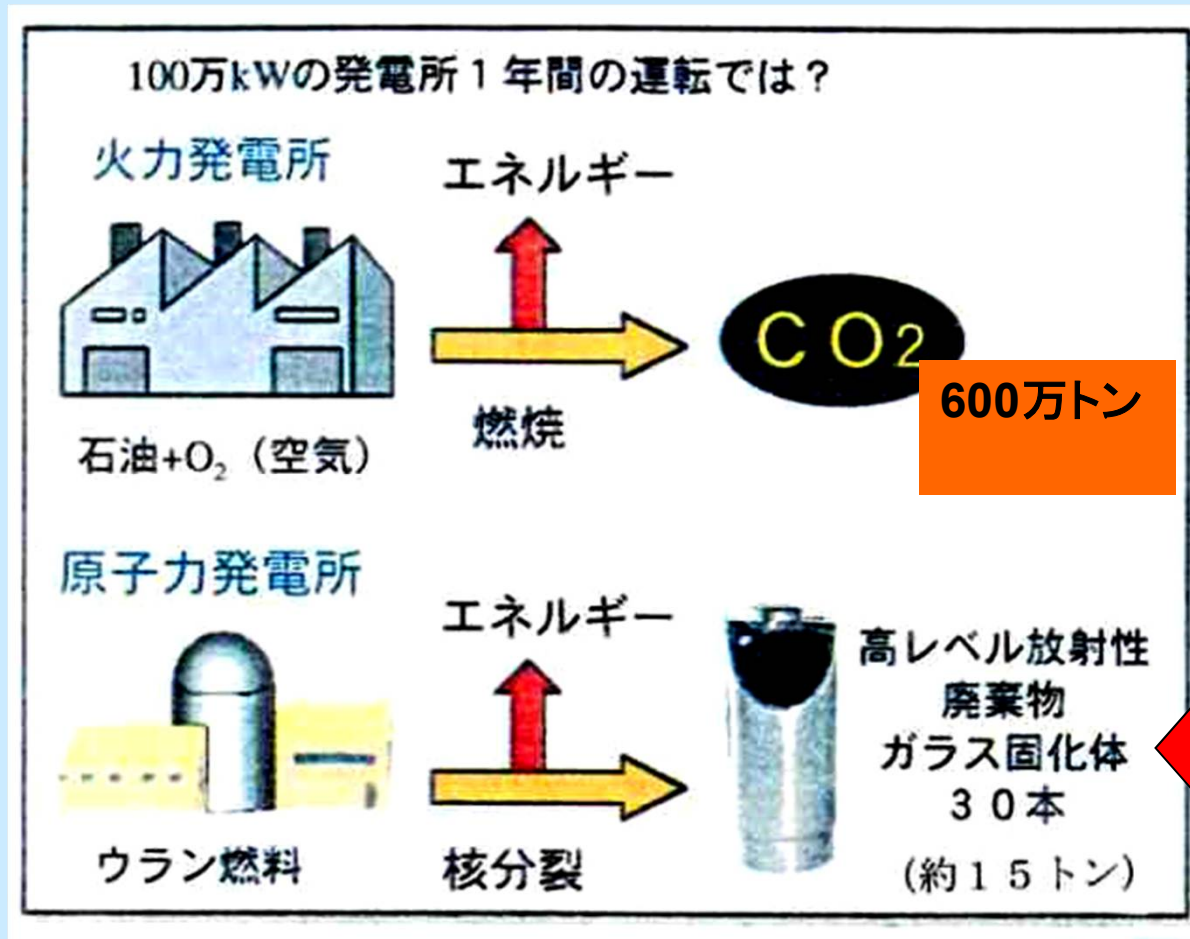 100万kWの発電所１年間の運転では？
火力発電所
エネルギー
CO2
600万トン
燃焼
石油+O₂（空気）
原子力発電所
エネルギー
高レベル放射性
廃棄物
ガラス固化体
３０本
（約１５トン）
ウラン燃料
核分裂